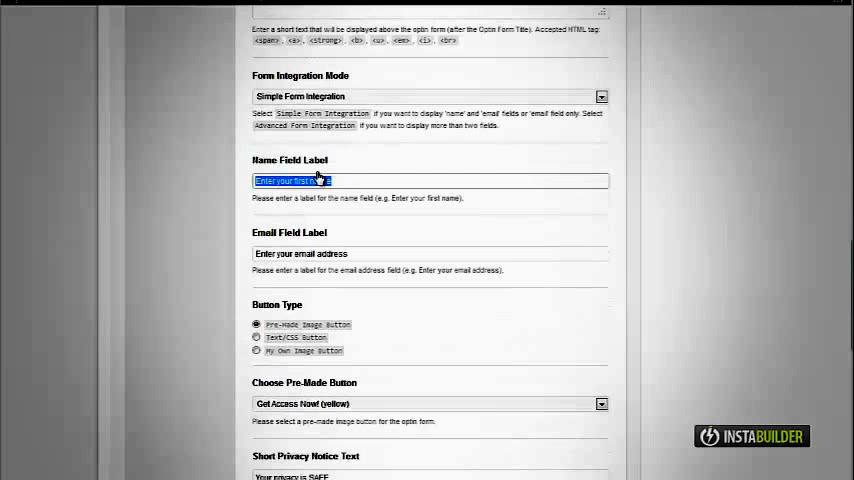 Enter a short text that will be displayed above the optin form (after the Optin Form Title). Accepted HTML tag:
<span>, <a>, <strong>, <b>, <u>, <em>, <i>, <br>
Form Integration Mode
Simple Form Integration
Select Simple Form Integration if you want to display 'name' and 'email' fields or 'email' field only. Select
Advanced Form Integration if you want to display more than two fields.
Name Field Label
Enter your first name
Please enter a label for the name field (e.g. Enter your first name).
Email Field Label
Enter your email address
Please enter a label for the email address field (e.g. Enter your email address).
Button Type
Pre-Made Image Button
Text/CSS Button
My Own Image Button
Choose Pre-Made Button
Get Access Now! (yellow)
Please select a pre-made image button for the optin form.
Short Privacy Notice Text
Your privacy is SAFE
INSTABUILDER